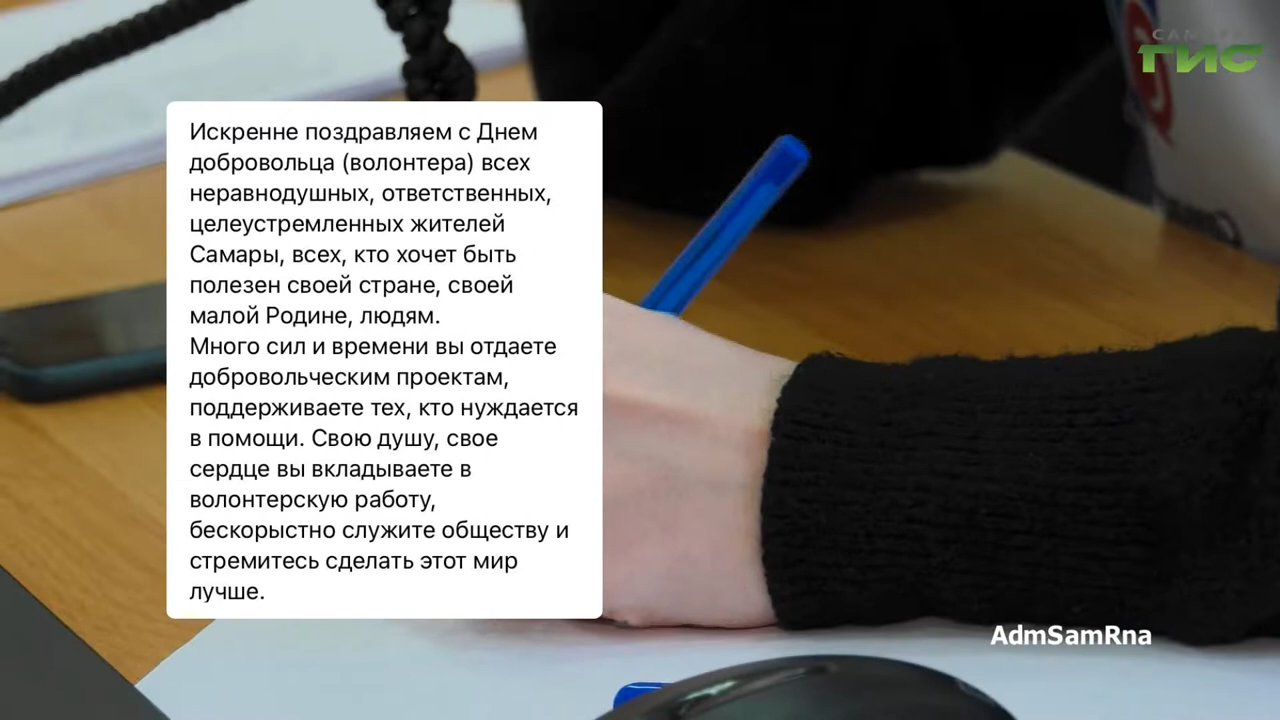 САМАРА
ГИС
Искренне поздравляем с Днем
добровольца (волонтера) всех
неравнодушных, ответственных,
целеустремленных жителей
Самары, всех, кто хочет быть
полезен своей стране, своей
малой Родине, людям.
Много сил и времени вы отдаете
добровольческим проектам,
поддерживаете тех, кто нуждается
в помощи. Свою душу, свое
сердце вы вкладываете в
волонтерскую работу,
бескорыстно служите обществу и
стремитесь сделать этот мир
лучше.
AdmSamRna